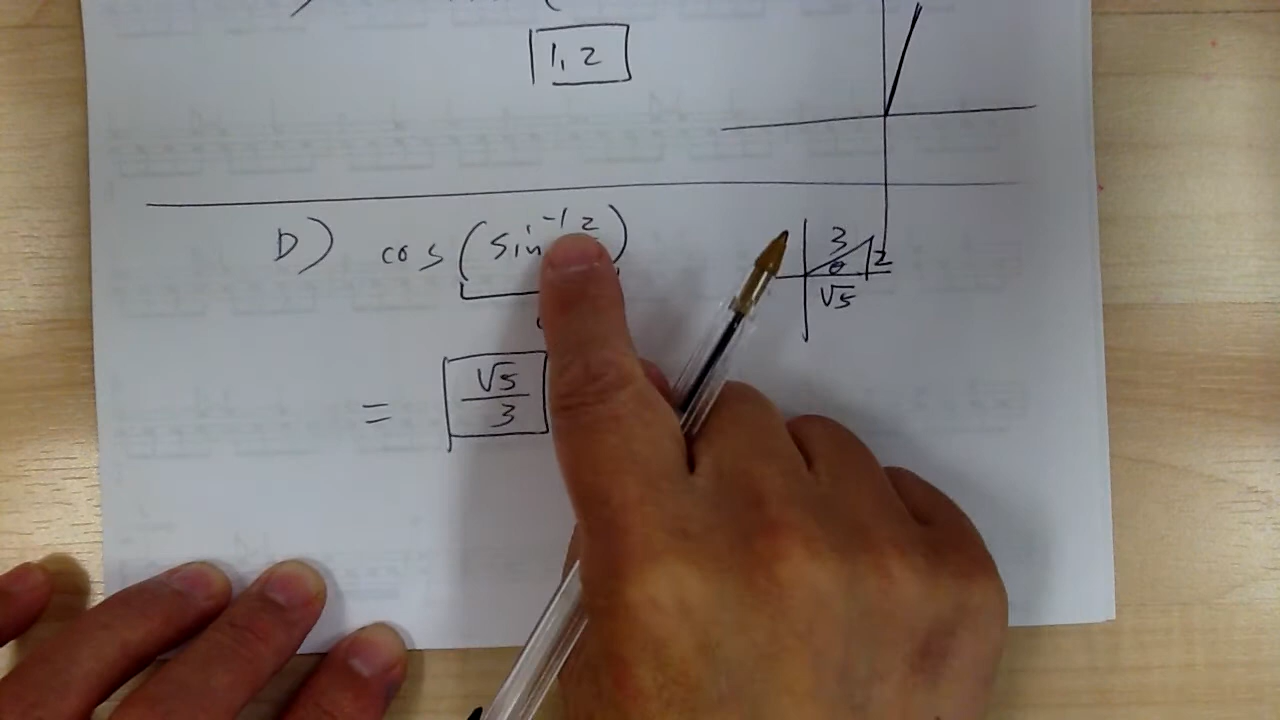 1, 2
D) cos (sin⁻¹ 2)
3
θ
2
√5
= √5/3